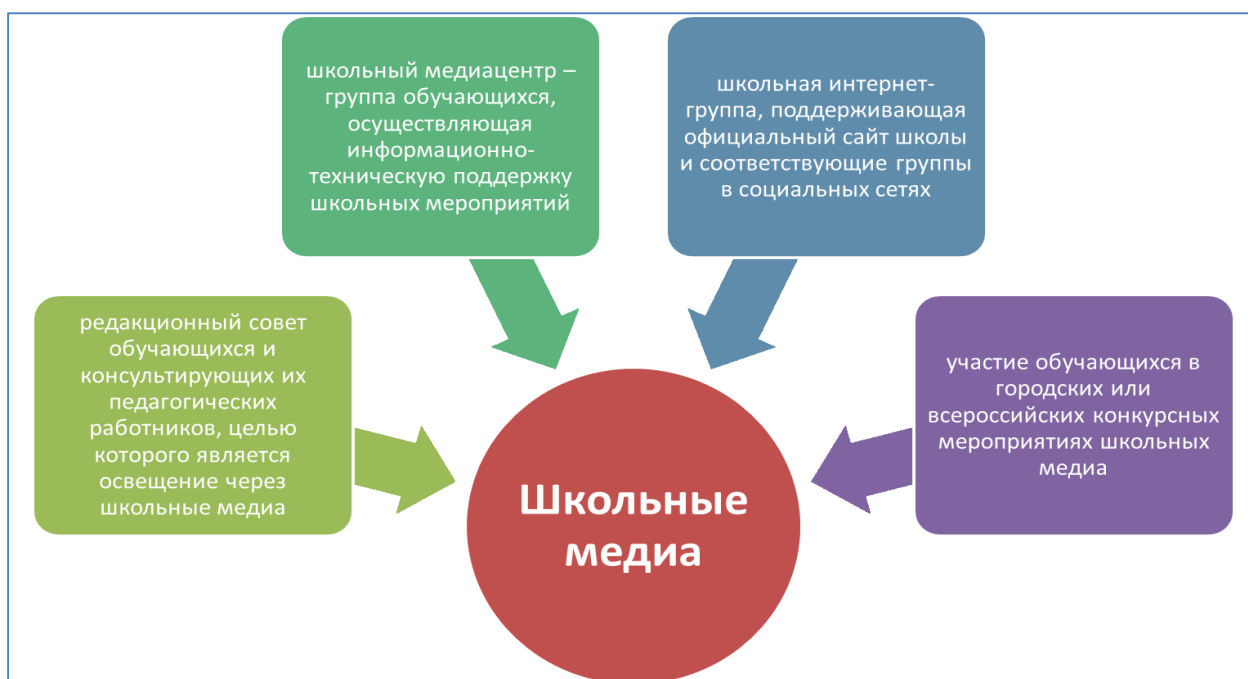 школьный медиацентр –
группа обучающихся,
осуществляющая
информационно-
техническую поддержку
школьных мероприятий
школьная интернет-
группа, поддерживающая
официальный сайт школы
и соответствующие группы
в социальных сетях
редакционный совет
обучающихся и
консультирующих их
педагогических
работников, целью
которого является
освещение через
школьные медиа
участие обучающихся в
городских или
всероссийских конкурсных
мероприятиях школьных
медиа
Школьные
медиа